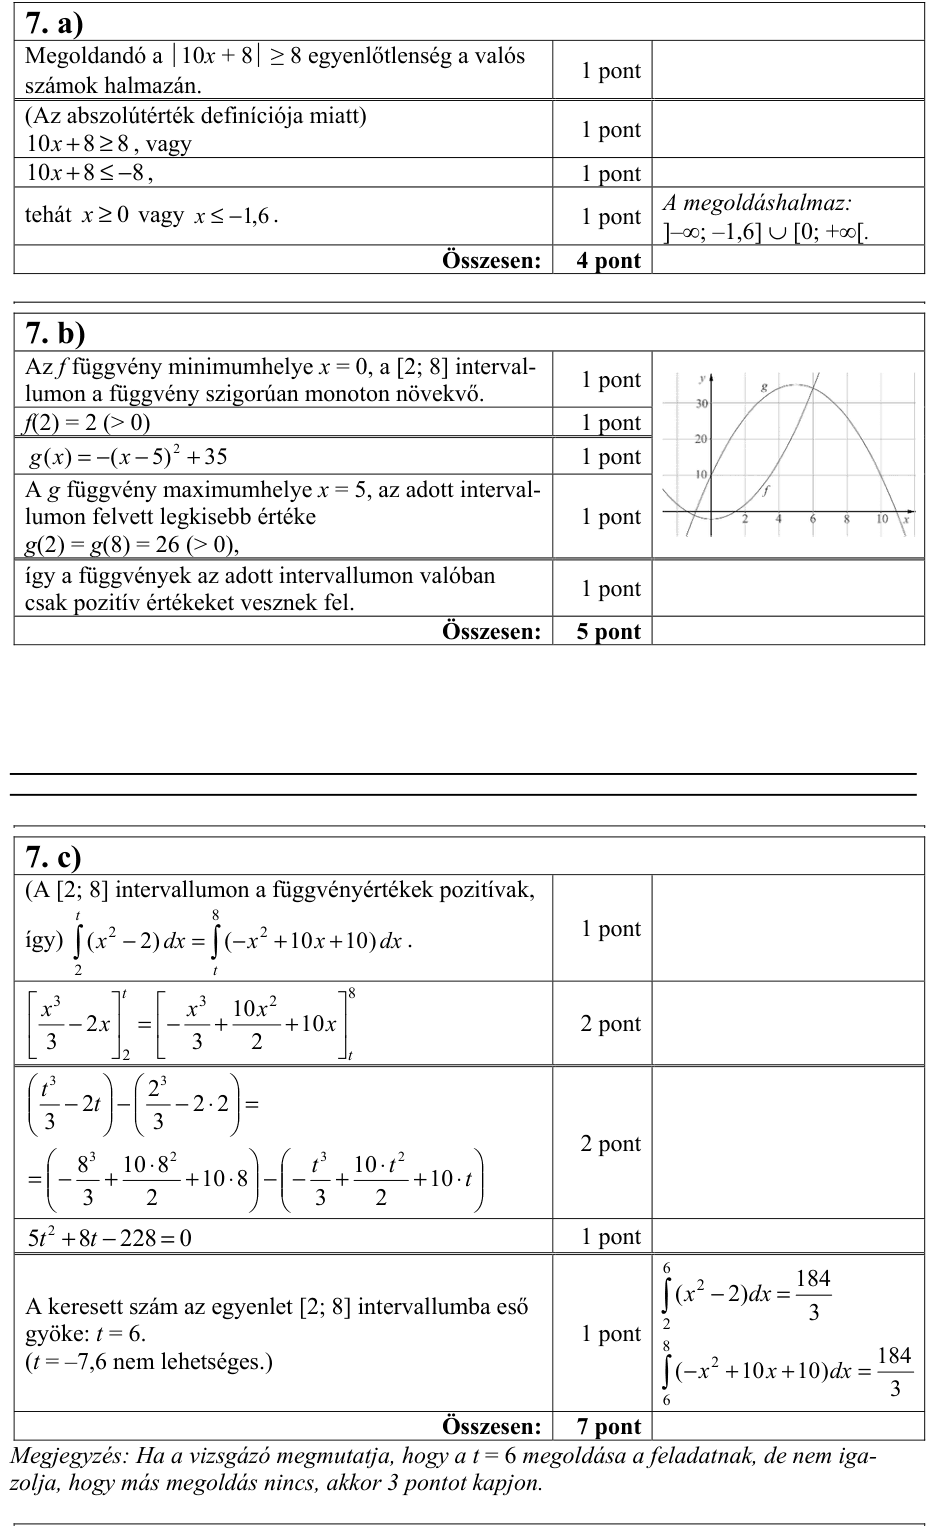 7. a)
Megoldandó a |10x + 8| ≥ 8 egyenlőtlenség a valós
számok halmazán.
1 pont
(Az abszolútérték definíciója miatt)
10x + 8 ≥ 8, vagy
1 pont
10x + 8 ≤ −8,
1 pont
tehát x ≥ 0 vagy x ≤ −1,6.
1 pont
A megoldáshalmaz:
]–∞; –1,6] ∪ [0; +∞[.
Összesen: 4 pont
7. b)
Az f függvény minimumhelye x = 0, a [2; 8] interval-
lumon a függvény szigorúan monoton növekvő.
1 pont
f(2) = 2 (> 0)
1 pont
g(x) = −(x − 5)² + 35
1 pont
A g függvény maximumhelye x = 5, az adott interval-
lumon felvett legkisebb értéke
g(2) = g(8) = 26 (> 0),
1 pont
y
g
30
20
10
f
2 4 6 8 10 x
így a függvények az adott intervallumon valóban
csak pozitív értékeket vesznek fel.
1 pont
Összesen: 5 pont
7. c)
(A [2; 8] intervallumon a függvényértékek pozitívak,
így) ∫₂ᵗ (x² − 2) dx = ∫ₜ⁸ (−x² + 10x + 10) dx .
1 pont
[x³/3 − 2x]₂ᵗ = [−x³/3 + 10x²/2 + 10x]ₜ⁸
2 pont
(t³/3 − 2t) − (2³/3 − 2·2) =
= (−8³/3 + 10·8²/2 + 10·8) − (−t³/3 + 10·t²/2 + 10·t)
2 pont
5t² + 8t − 228 = 0
1 pont
A keresett szám az egyenlet [2; 8] intervallumba eső
gyöke: t = 6.
(t = –7,6 nem lehetséges.)
1 pont
∫₂⁶ (x² − 2)dx = 184/3
∫₆⁸ (−x² + 10x + 10)dx = 184/3
Összesen: 7 pont
Megjegyzés: Ha a vizsgázó megmutatja, hogy a t = 6 megoldása a feladatnak, de nem iga-
zolja, hogy más megoldás nincs, akkor 3 pontot kapjon.